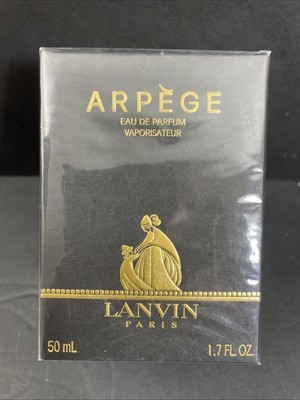 ARPÈGE
EAU DE PARFUM
VAPORISATEUR
LANVIN
PARIS
50 mL 1.7 FL. OZ.